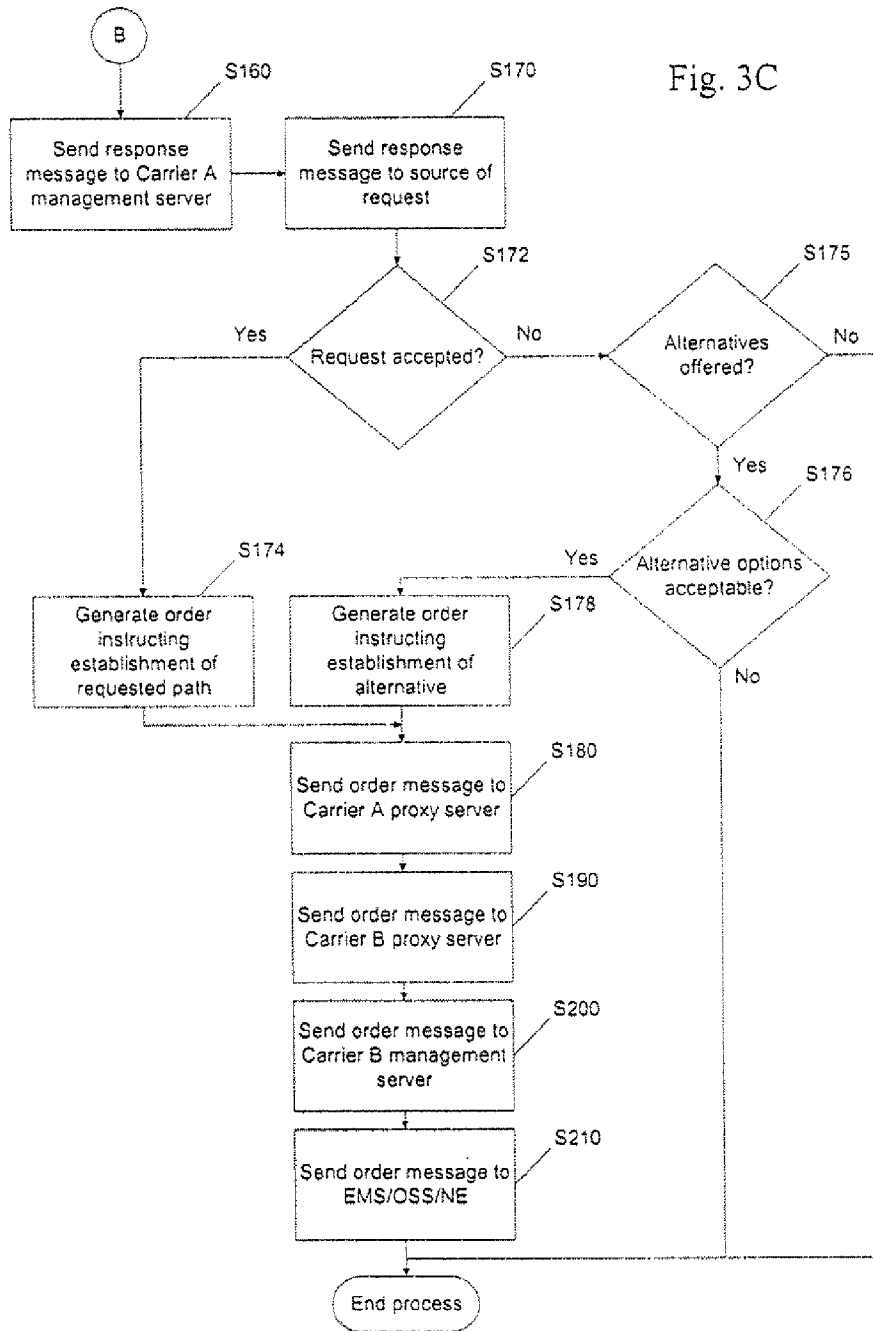 B
S160
S170
Fig. 3C
Send response
message to Carrier A
management server
Send response
message to source of
request
S172
S175
Yes
Request accepted?
No
Alternatives
offered?
No
Yes
S176
S174
Yes
Alternative options
acceptable?
Generate order
instructing
establishment of
requested path
Generate order
instructing
establishment of
alternative
S178
No
S180
Send order message to
Carrier A proxy server
S190
Send order message to
Carrier B proxy server
S200
Send order message to
Carrier B management
server
S210
Send order message to
EMS/OSS/NE
End process